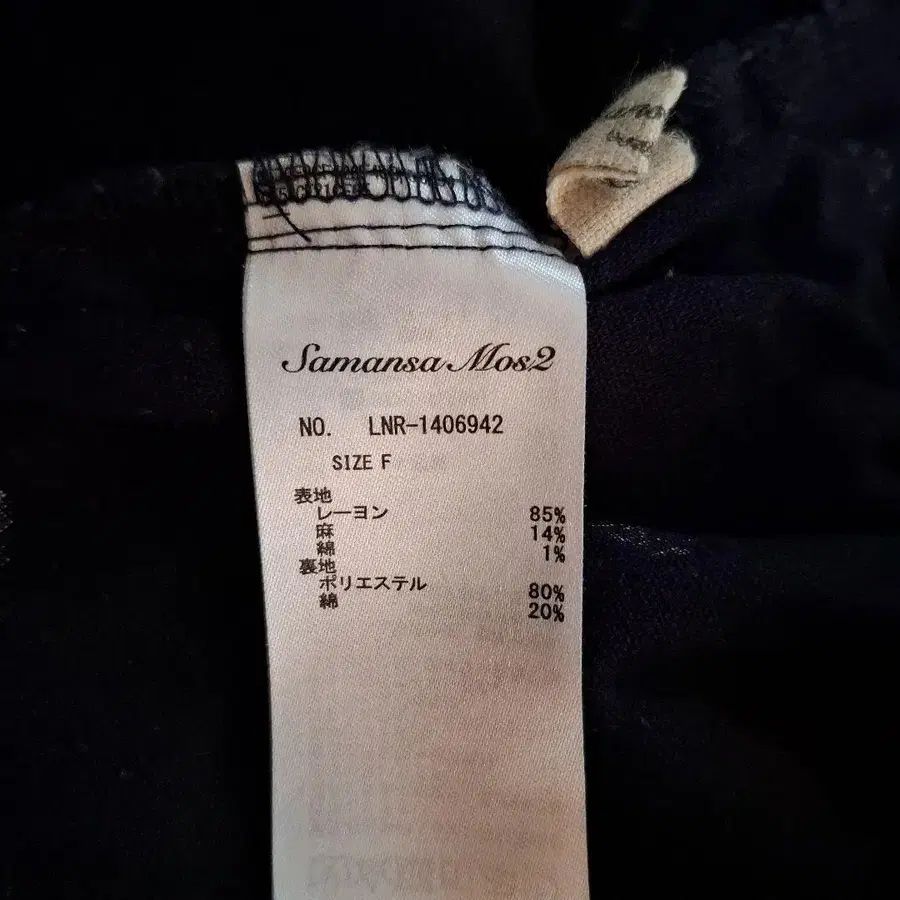 Samansa Mos2
NO. LNR-1406942
SIZE F
表地
レーヨン 85%
麻 14%
綿 1%
裏地
ポリエステル 80%
綿 20%